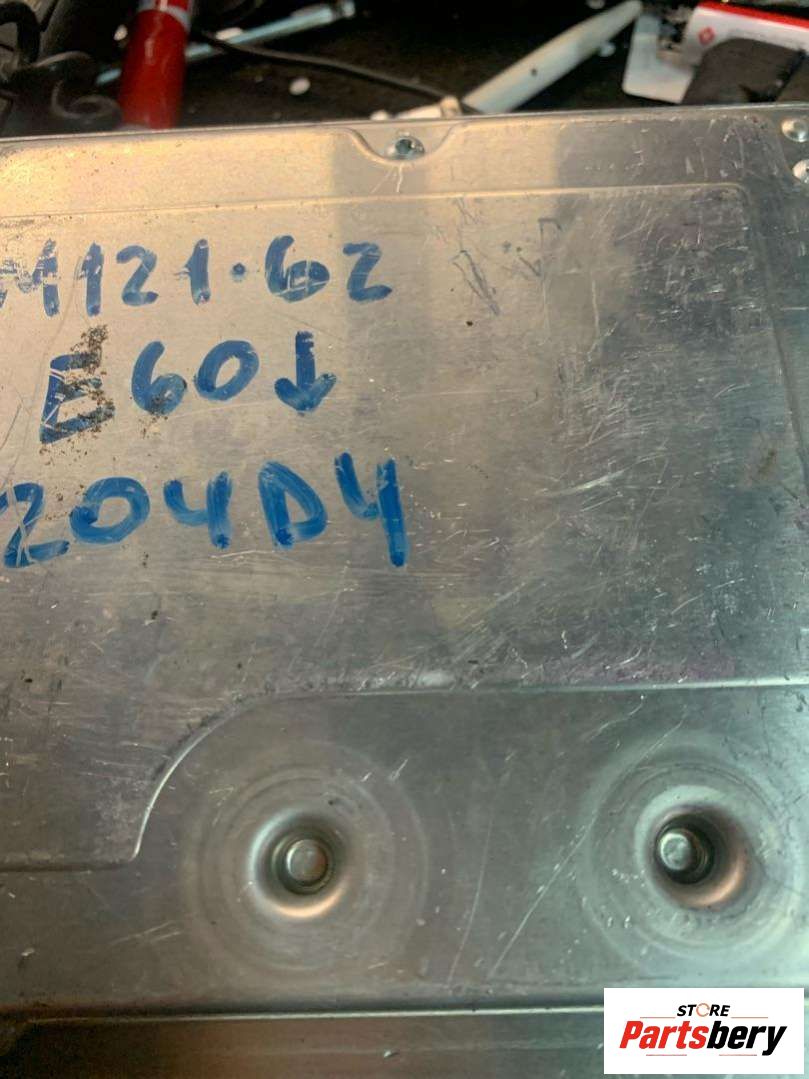 M121.62
E60↓
204D4
STORE
Partsbery